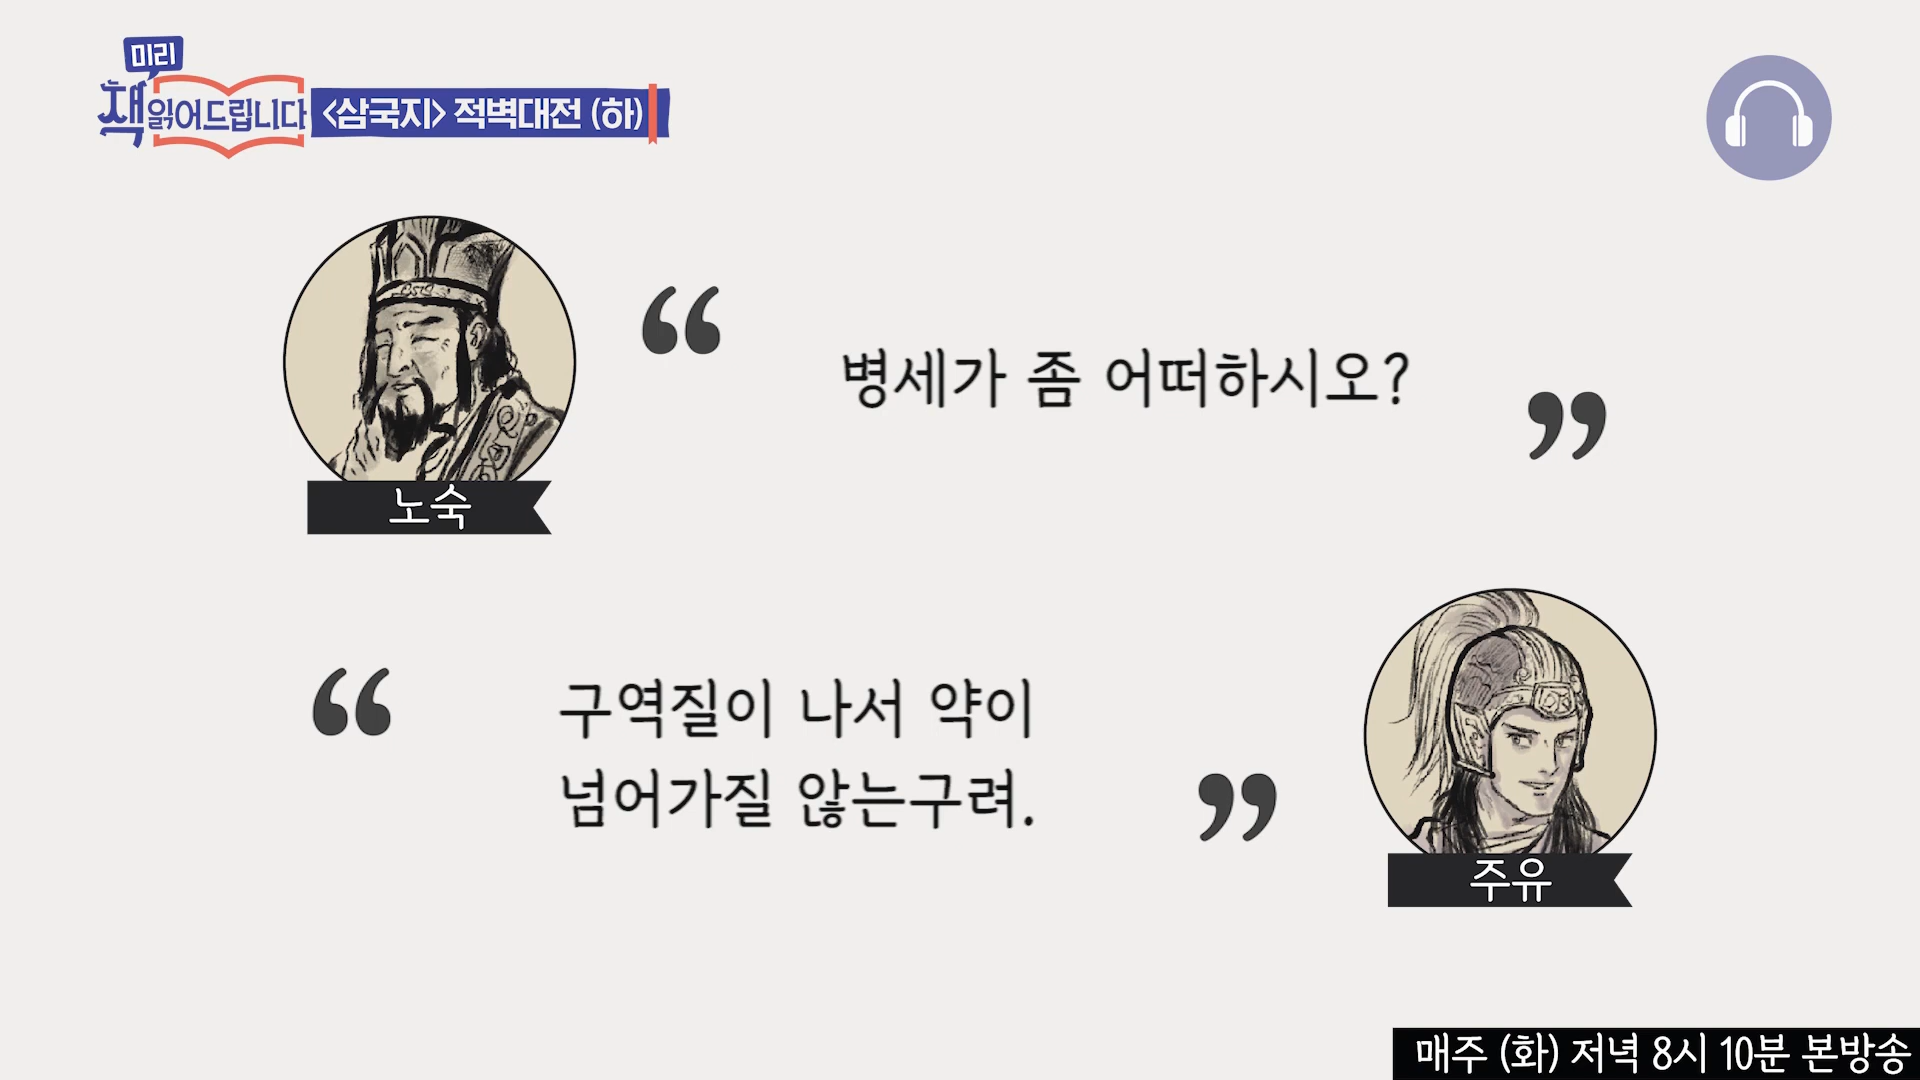 미리
책 읽어드립니다 <삼국지> 적벽대전 (하)
“ 병세가 좀 어떠하시오? ”
노숙
“ 구역질이 나서 약이
넘어가질 않는구려. ”
주유
매주 (화) 저녁 8시 10분 본방송